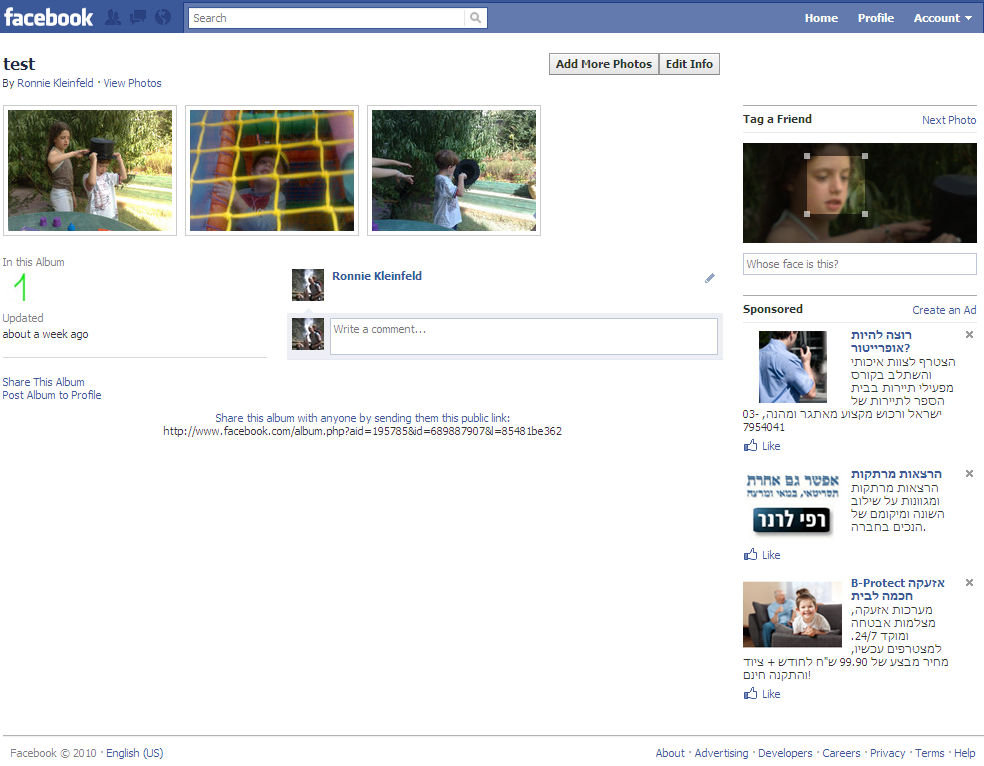 facebook
Search
Home Profile Account
test
By Ronnie Kleinfeld · View Photos
Add More Photos Edit Info
In this Album
1
Updated
about a week ago
Share This Album
Post Album to Profile
Ronnie Kleinfeld
Write a comment...
Share this album with anyone by sending them this public link:
http://www.facebook.com/album.php?aid=195785&id=689887907&l=85481be362
Tag a Friend Next Photo
Whose face is this?
Sponsored Create an Ad
רוצה להיות
אופרייטור?
הצטרף לצוות איכותי
והשתלב בקורס
מפעילי תיירות בבית
הספר לתיירות של
ישראל ורכוש מקצוע מאתגר ומהנה, 03-
7954041
Like
אפשר גם אחרת
תסריטאי, במאי ומרצה
רפי לרנר
הרצאות מרתקות
הרצאות מרתקות
ומגוונות על שילוב
השונה ומיקומם של
הנכים בחברה.
Like
B-Protect אזעקה
חכמה לבית
מערכות אזעקה,
מצלמות אבטחה
ומוקד 24/7.
למצטרפים עכשיו,
מחיר מבצע של 99.90 ש"ח לחודש + ציוד
והתקנה חינם!
Like
Facebook © 2010 · English (US)
About · Advertising · Developers · Careers · Privacy · Terms · Help